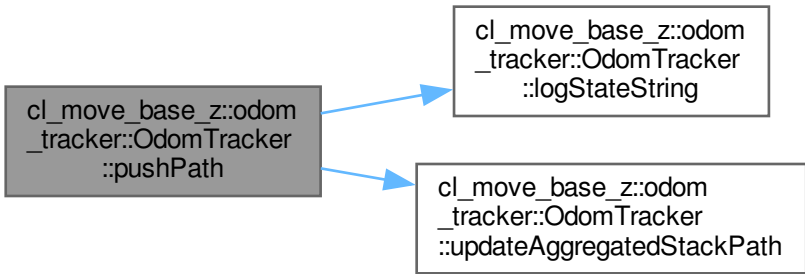 cl_move_base_z::odom
_tracker::OdomTracker
::pushPath
cl_move_base_z::odom
_tracker::OdomTracker
::logStateString
cl_move_base_z::odom
_tracker::OdomTracker
::updateAggregatedStackPath